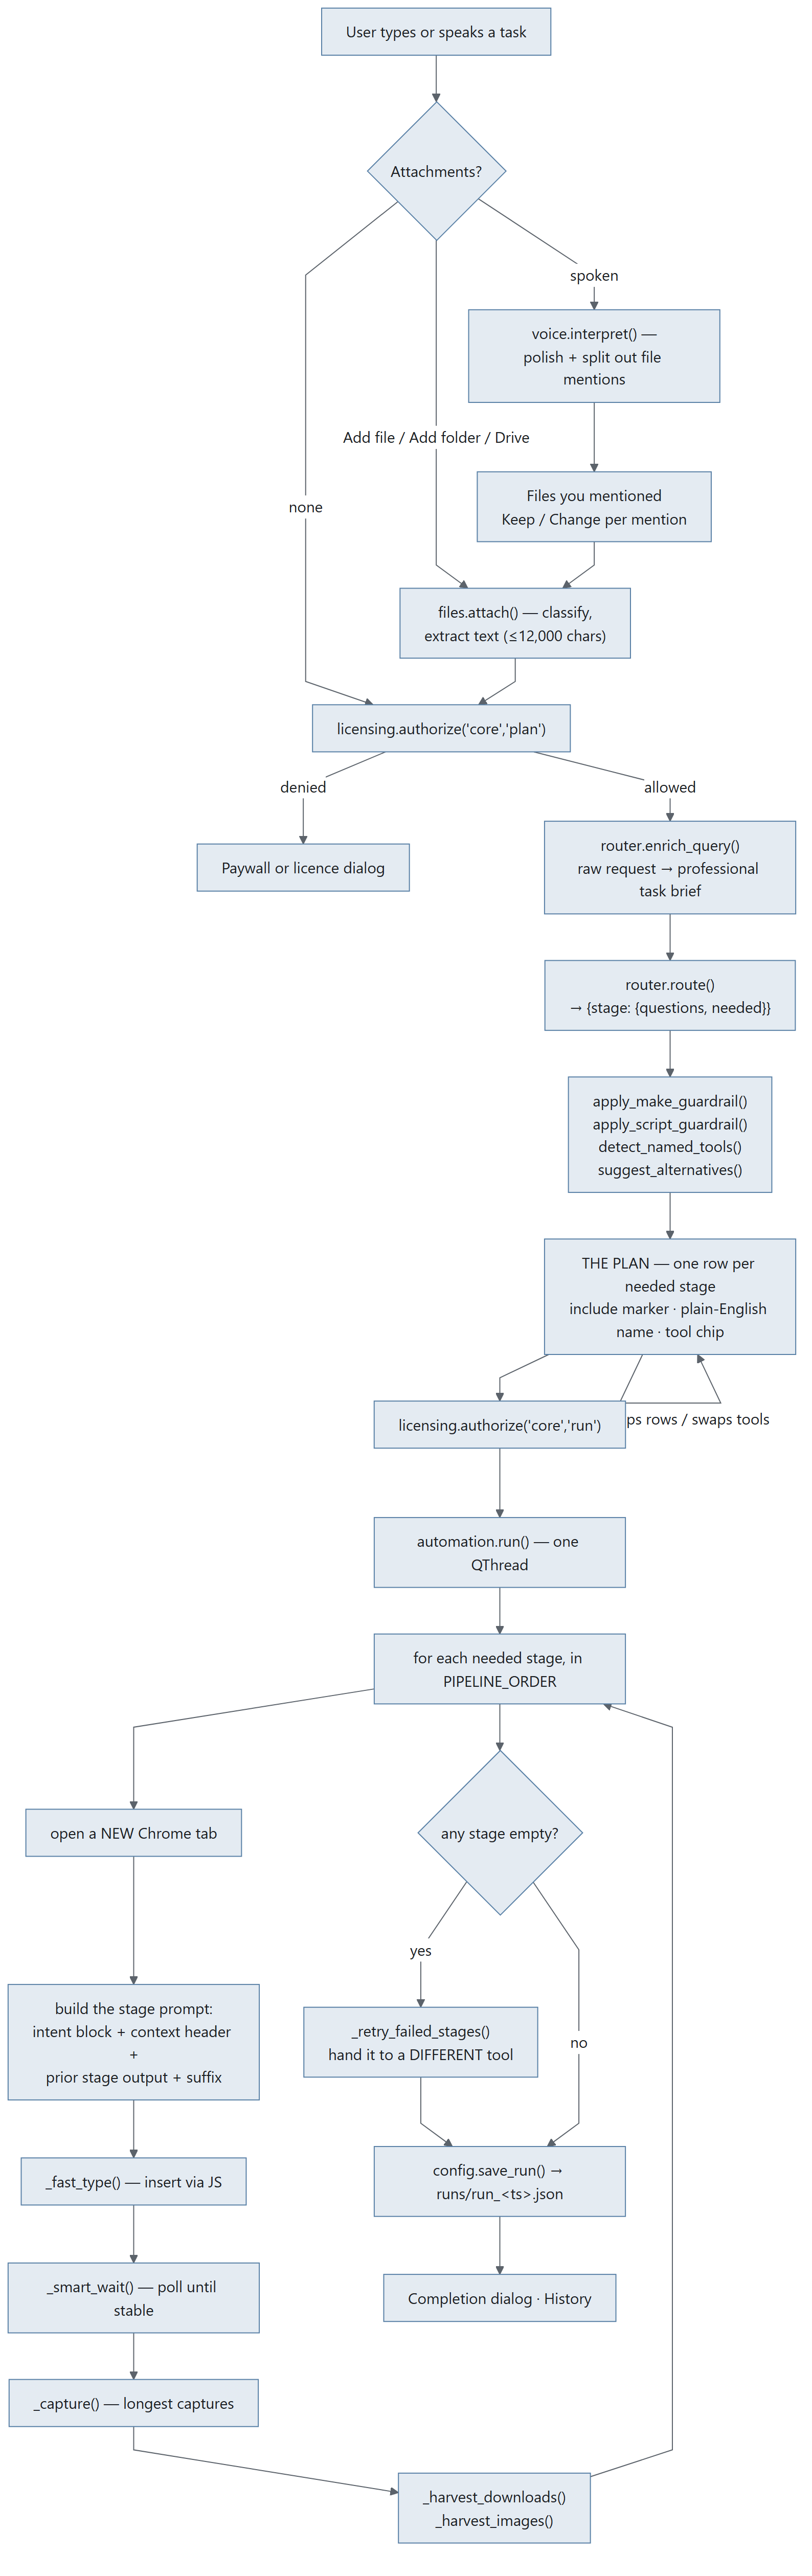 User types or speaks a task
Attachments?
spoken
voice.interpret() —
polish + split out file
mentions
Add file / Add folder / Drive
Files you mentioned
Keep / Change per mention
none
files.attach() — classify,
extract text (≤12,000 chars)
licensing.authorize('core','plan')
denied
allowed
Paywall or licence dialog
router.enrich_query()
raw request → professional
task brief
router.route()
→ {stage: {questions, needed}}
apply_make_guardrail()
apply_script_guardrail()
detect_named_tools()
suggest_alternatives()
THE PLAN — one row per
needed stage
include marker · plain-English
name · tool chip
licensing.authorize('core','run')
ps rows / swaps tools
automation.run() — one
QThread
for each needed stage, in
PIPELINE_ORDER
open a NEW Chrome tab
any stage empty?
yes
build the stage prompt:
intent block + context header
+
prior stage output + suffix
_retry_failed_stages()
hand it to a DIFFERENT tool
no
_fast_type() — insert via JS
config.save_run() →
runs/run_<ts>.json
_smart_wait() — poll until
stable
Completion dialog · History
_capture() — longest captures
_harvest_downloads()
_harvest_images()